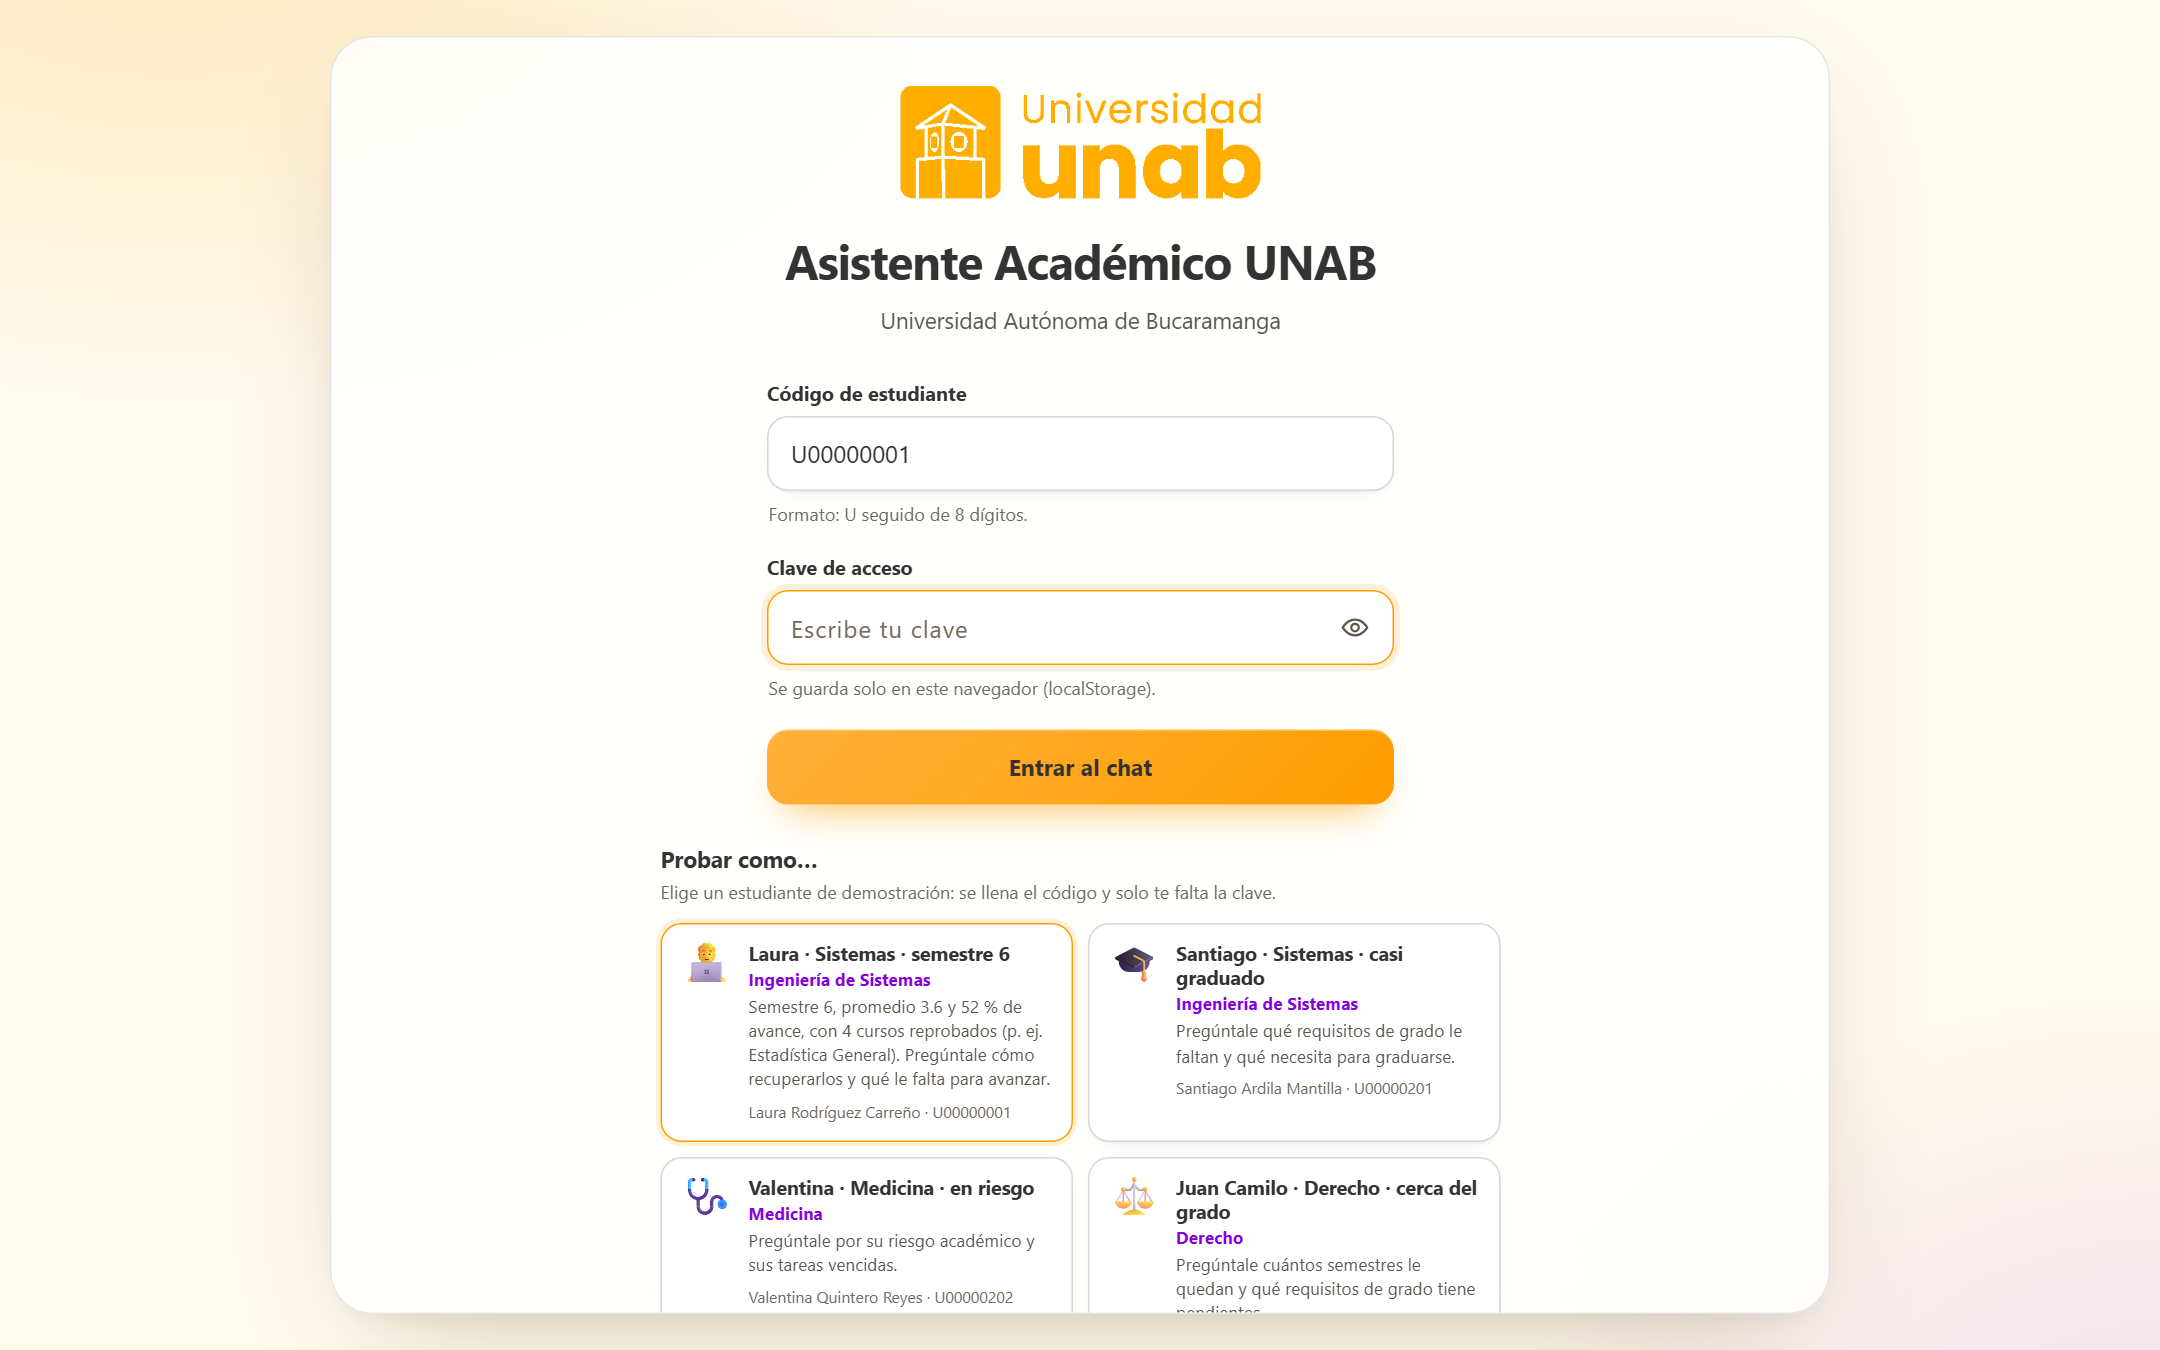 Universidad
unab
Asistente Académico UNAB
Universidad Autónoma de Bucaramanga
Código de estudiante
U00000001
Formato: U seguido de 8 dígitos.
Clave de acceso
Escribe tu clave
Se guarda solo en este navegador (localStorage).
Entrar al chat
Probar como...
Elige un estudiante de demostración: se llena el código y solo te falta la clave.
Laura · Sistemas · semestre 6
Ingeniería de Sistemas
Semestre 6, promedio 3.6 y 52 % de
avance, con 4 cursos reprobados (p. ej.
Estadística General). Pregúntale cómo
recuperarlos y qué le falta para avanzar.
Laura Rodríguez Carreño · U00000001
Santiago · Sistemas · casi
graduado
Ingeniería de Sistemas
Pregúntale qué requisitos de grado le
faltan y qué necesita para graduarse.
Santiago Ardila Mantilla · U00000201
Valentina · Medicina · en riesgo
Medicina
Pregúntale por su riesgo académico y
sus tareas vencidas.
Valentina Quintero Reyes · U00000202
Juan Camilo · Derecho · cerca del
grado
Derecho
Pregúntale cuántos semestres le
quedan y qué requisitos de grado tiene